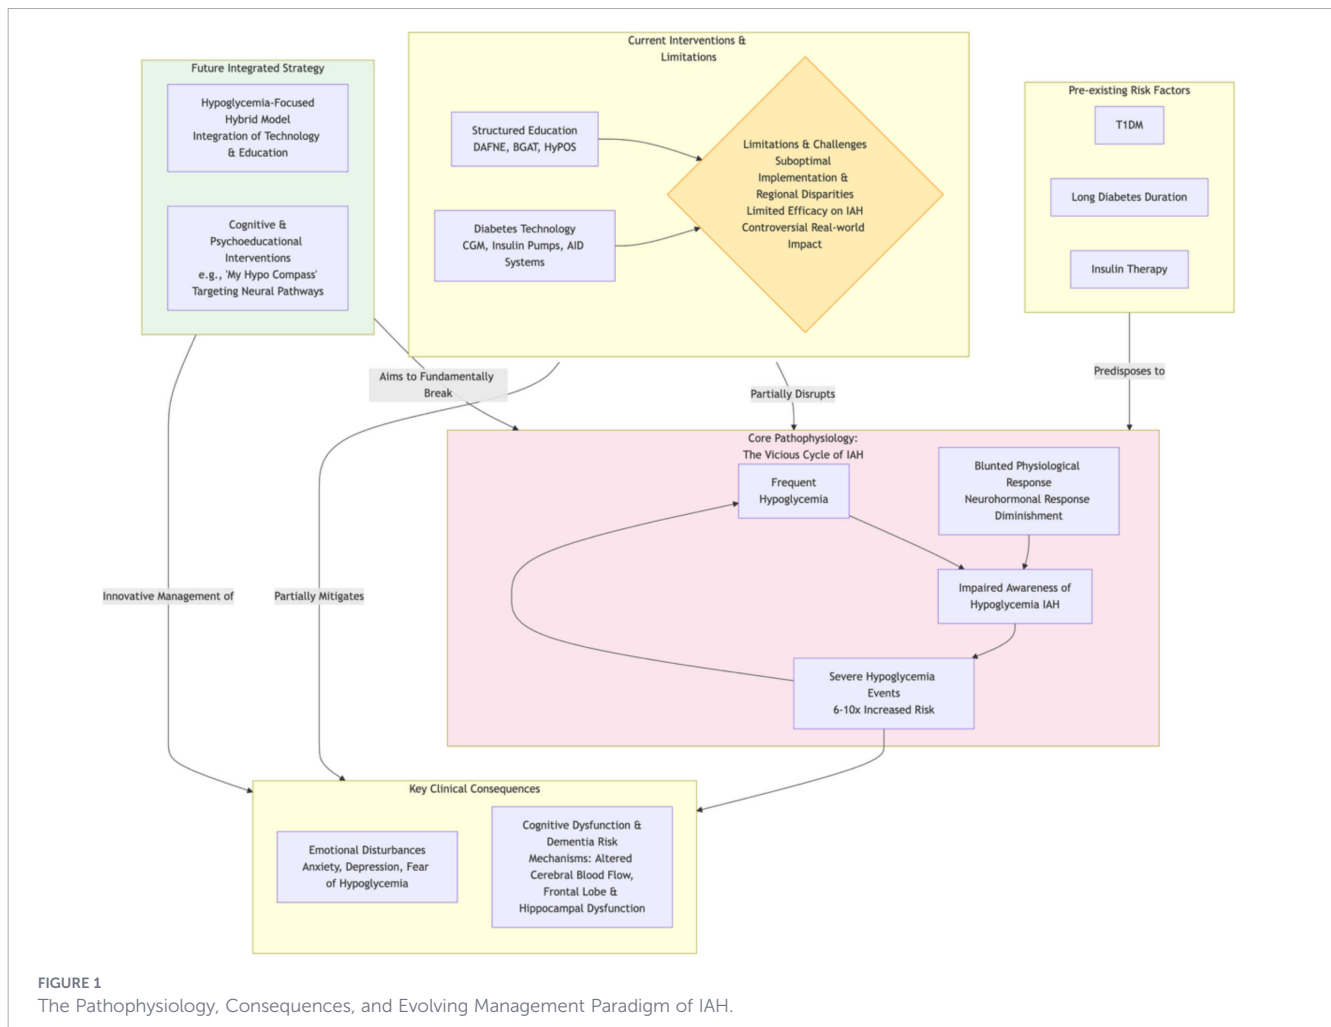 Future Integrated Strategy
Hypoglycemia-Focused
Hybrid Model
Integration of Technology
& Education
Cognitive &
Psychoeducational
Interventions
e.g., 'My Hypo Compass'
Targeting Neural Pathways
Current Interventions &
Limitations
Structured Education
DAFNE, BGAT, HyPOS
Diabetes Technology
CGM, Insulin Pumps, AID
Systems
Limitations & Challenges
Suboptimal
Implementation &
Regional Disparities
Limited Efficacy on IAH
Controversial Real-world
Impact
Pre-existing Risk Factors
T1DM
Long Diabetes Duration
Insulin Therapy
Aims to Fundamentally
Break
Partially Disrupts
Predisposes to
Core Pathophysiology:
The Vicious Cycle of IAH
Frequent
Hypoglycemia
Blunted Physiological
Response
Neurohormonal Response
Diminishment
Impaired Awareness of
Hypoglycemia IAH
Severe Hypoglycemia
Events
6-10x Increased Risk
Innovative Management of
Partially Mitigates
Key Clinical Consequences
Emotional Disturbances
Anxiety, Depression, Fear
of Hypoglycemia
Cognitive Dysfunction &
Dementia Risk
Mechanisms: Altered
Cerebral Blood Flow,
Frontal Lobe &
Hippocampal Dysfunction
FIGURE 1
The Pathophysiology, Consequences, and Evolving Management Paradigm of IAH.